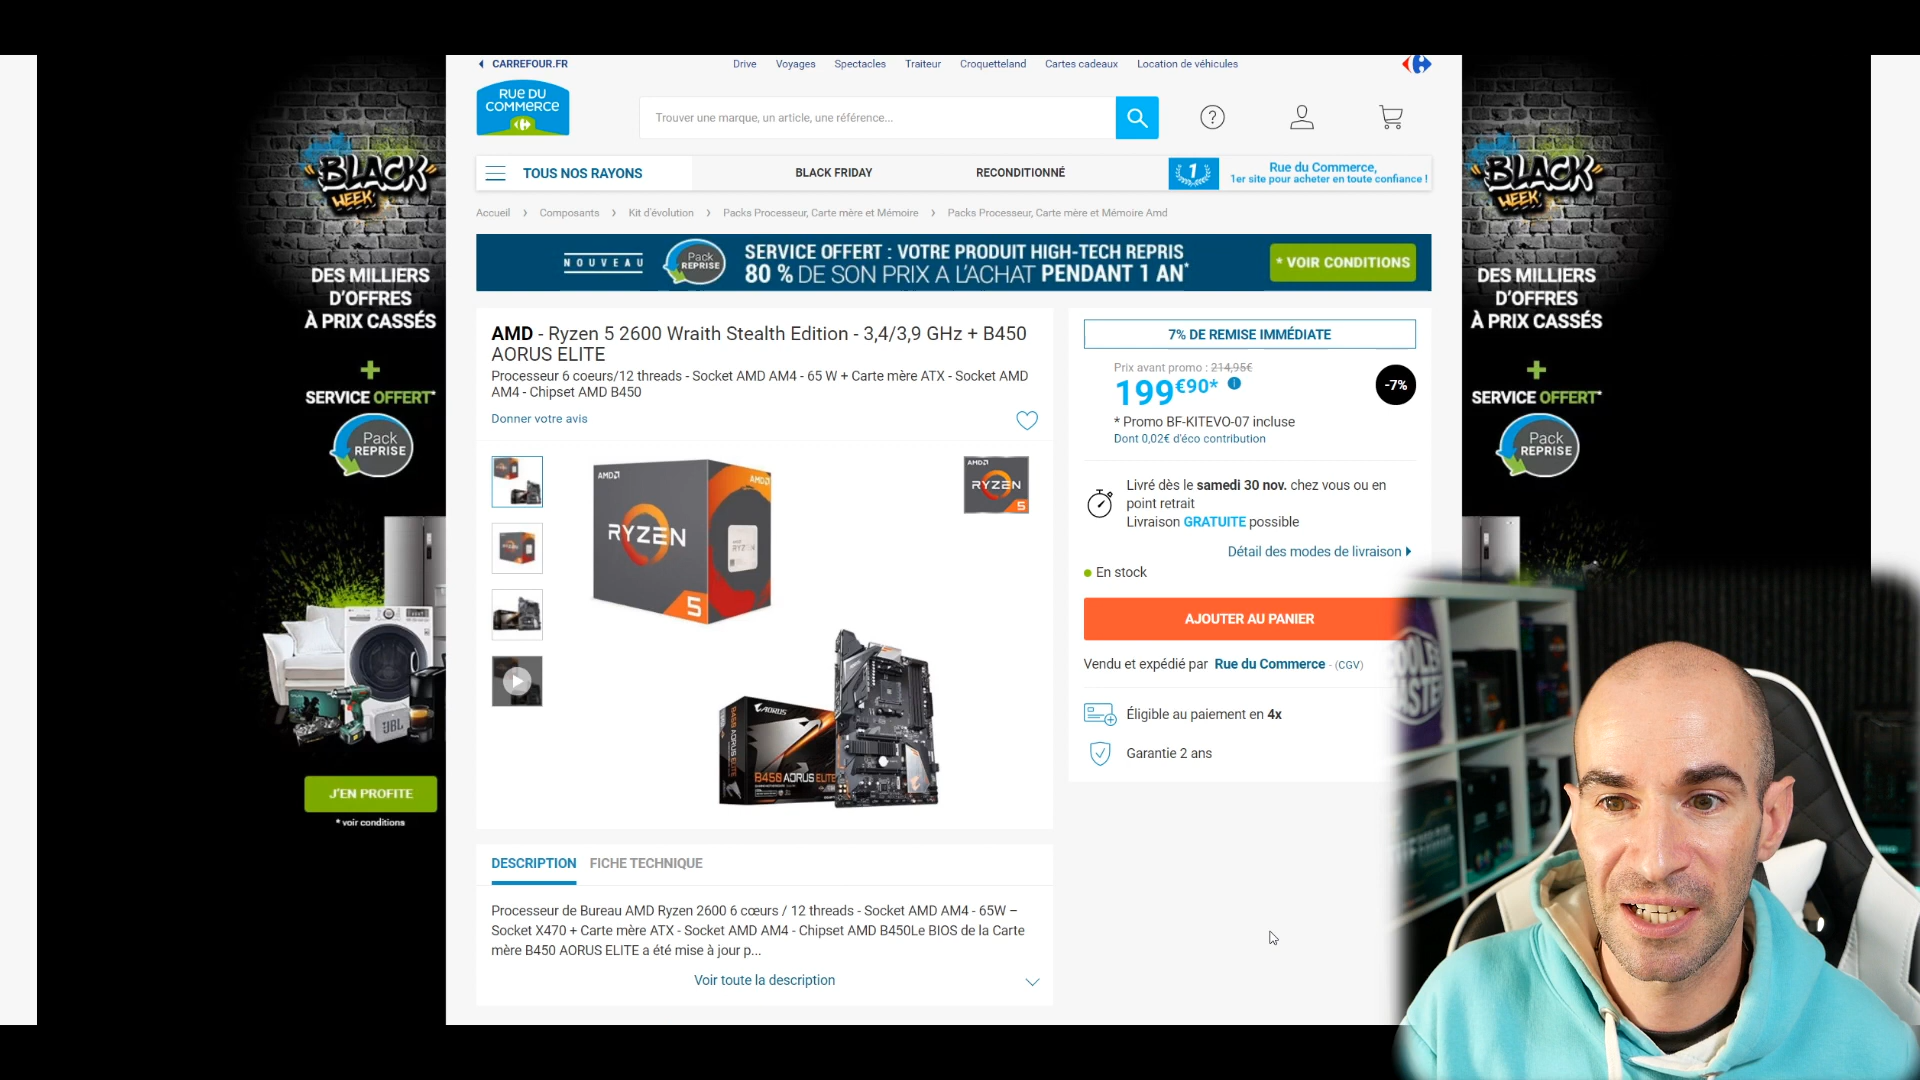 CARREFOUR.FR
Drive
Voyages
Spectacles
Traiteur
Croquetteland
Cartes cadeaux
Location de véhicules
RUE DU
COMMERCE
Trouver une marque, un article, une référence...
TOUS NOS RAYONS
BLACK FRIDAY
RECONDITIONNÉ
1
Rue du Commerce,
1er site pour acheter en toute confiance !
Accueil
Composants
Kit d'évolution
Packs Processeur, Carte mère et Mémoire
Packs Processeur, Carte mère et Mémoire Amd
NOUVEAU
Pack
REPRISE
SERVICE OFFERT : VOTRE PRODUIT HIGH-TECH REPRIS
80 % DE SON PRIX A L'ACHAT PENDANT 1 AN*
* VOIR CONDITIONS
BLACK
WEEK
DES MILLIERS
D'OFFRES
À PRIX CASSÉS
+
SERVICE OFFERT*
Pack
REPRISE
JBL
J'EN PROFITE
* voir conditions
AMD - Ryzen 5 2600 Wraith Stealth Edition - 3,4/3,9 GHz + B450
AORUS ELITE
Processeur 6 coeurs/12 threads - Socket AMD AM4 - 65 W + Carte mère ATX - Socket AMD
AM4 - Chipset AMD B450
Donner votre avis
AMD
AMD
RYZEN
RYZEN
5
AMD
RYZEN
5
AORUS
B450 AORUS ELITE
B450 AORUS ELITE
7% DE REMISE IMMÉDIATE
Prix avant promo : 214,95€
199€90*
-7%
* Promo BF-KITEVO-07 incluse
Dont 0,02€ d'éco contribution
Livré dès le samedi 30 nov. chez vous ou en
point retrait
Livraison GRATUITE possible
Détail des modes de livraison
En stock
AJOUTER AU PANIER
Vendu et expédié par Rue du Commerce - (CGV)
Éligible au paiement en 4x
Garantie 2 ans
DESCRIPTION
FICHE TECHNIQUE
Processeur de Bureau AMD Ryzen 2600 6 cœurs / 12 threads - Socket AMD AM4 - 65W –
Socket X470 + Carte mère ATX - Socket AMD AM4 - Chipset AMD B450Le BIOS de la Carte
mère B450 AORUS ELITE a été mise à jour p...
Voir toute la description
BLACK
WEEK
DES MILLIERS
D'OFFRES
À PRIX CASSÉS
+
SERVICE OFFERT*
Pack
REPRISE